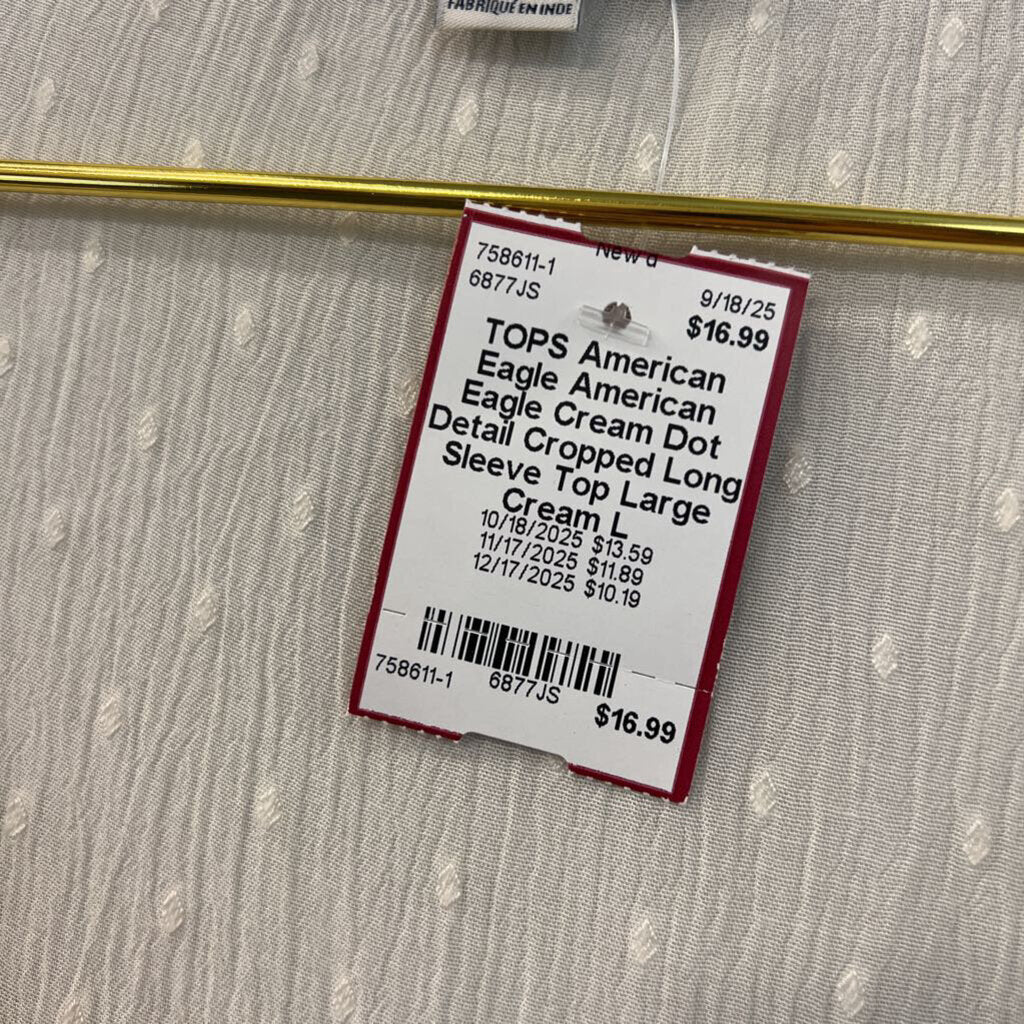 FABRIQUÉ EN INDE
New'd
758611-1
6877JS
9/18/25
$16.99
TOPS American
Eagle American
Eagle Cream Dot
Detail Cropped Long
Sleeve Top Large
Cream L
10/18/2025 $13.59
11/17/2025 $11.89
12/17/2025 $10.19
758611-1 6877JS
$16.99